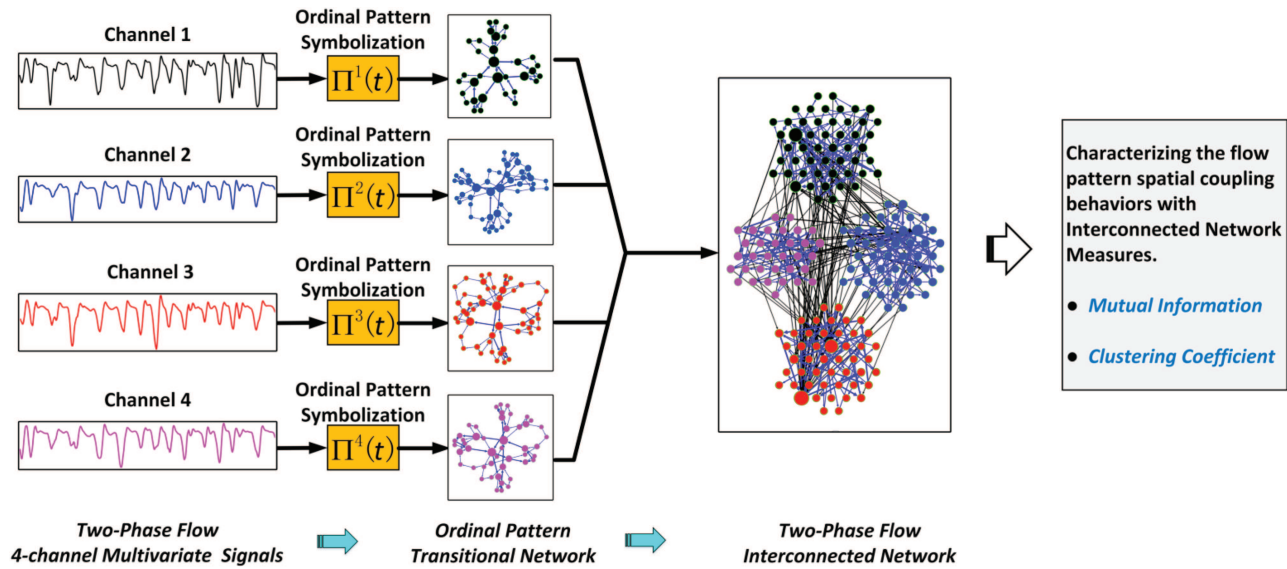 Channel 1
Ordinal Pattern
Symbolization
Π¹(t)
Channel 2
Ordinal Pattern
Symbolization
Π²(t)
Channel 3
Ordinal Pattern
Symbolization
Π³(t)
Channel 4
Ordinal Pattern
Symbolization
Π⁴(t)
Characterizing the flow
pattern spatial coupling
behaviors with
Interconnected Network
Measures.
● Mutual Information
● Clustering Coefficient
Two-Phase Flow
4-channel Multivariate Signals
Ordinal Pattern
Transitional Network
Two-Phase Flow
Interconnected Network